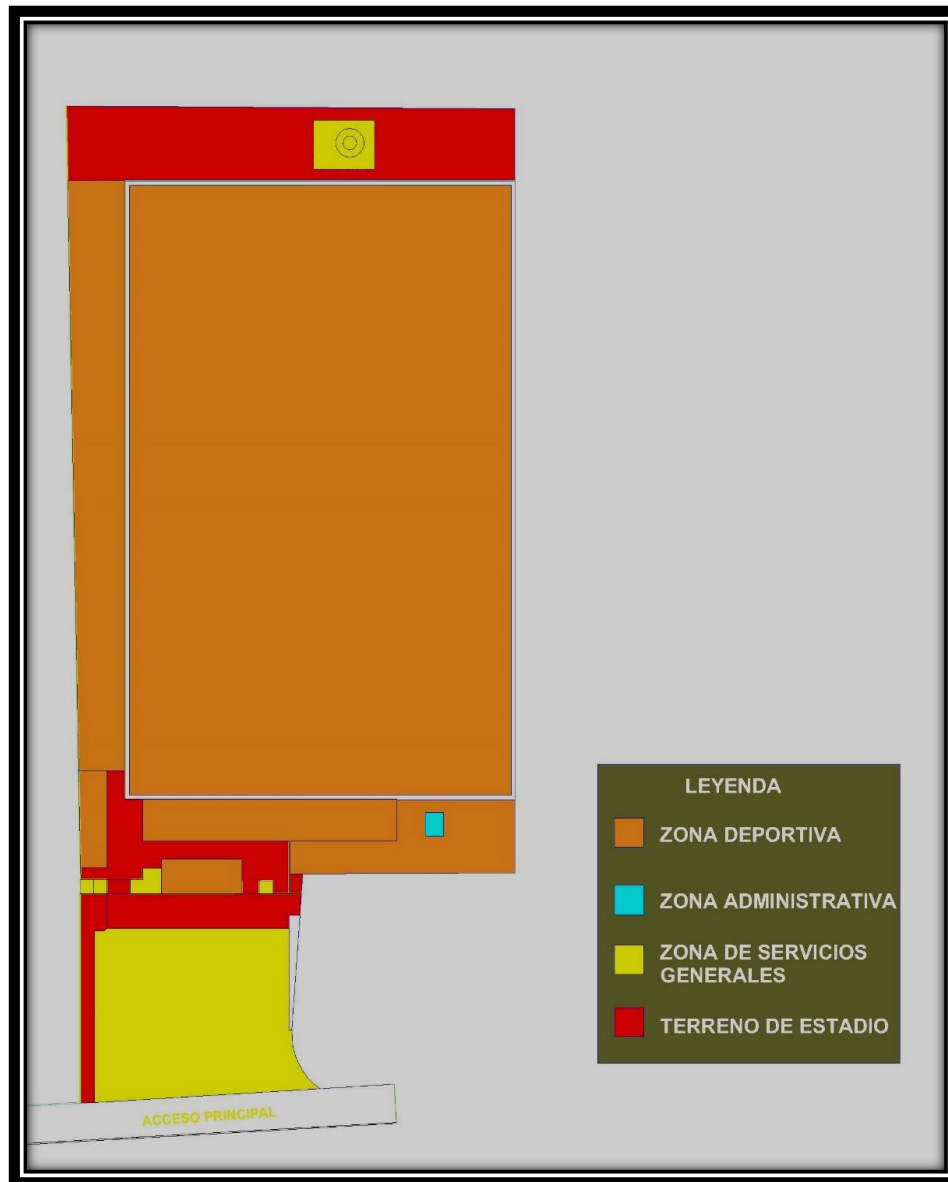 LEYENDA
ZONA DEPORTIVA
ZONA ADMINISTRATIVA
ZONA DE SERVICIOS
GENERALES
TERRENO DE ESTADIO
ACCESO PRINCIPAL